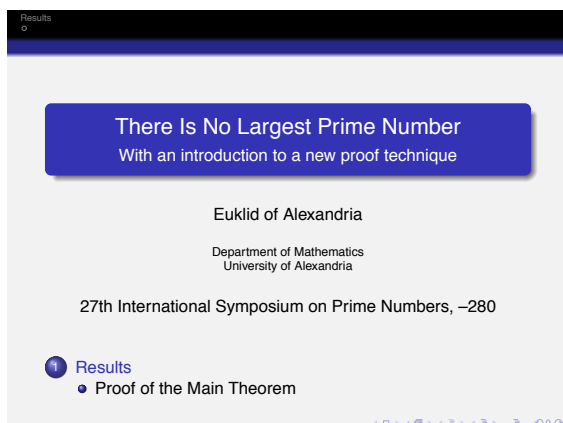 Results
There Is No Largest Prime Number
With an introduction to a new proof technique
Euklid of Alexandria
Department of Mathematics
University of Alexandria
27th International Symposium on Prime Numbers, –280
1 Results
Proof of the Main Theorem